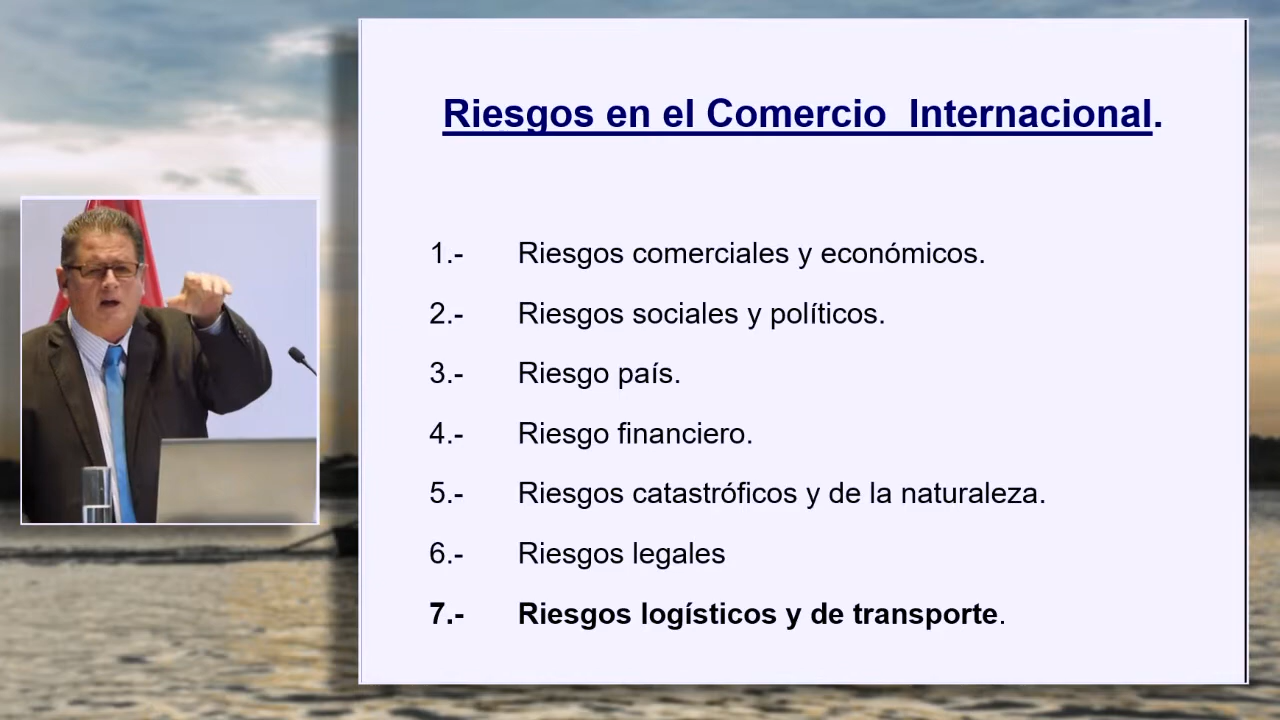 Riesgos en el Comercio  Internacional.
1.- Riesgos comerciales y económicos.
2.- Riesgos sociales y políticos.
3.- Riesgo país.
4.- Riesgo financiero.
5.- Riesgos catastróficos y de la naturaleza.
6.- Riesgos legales
7.- Riesgos logísticos y de transporte.